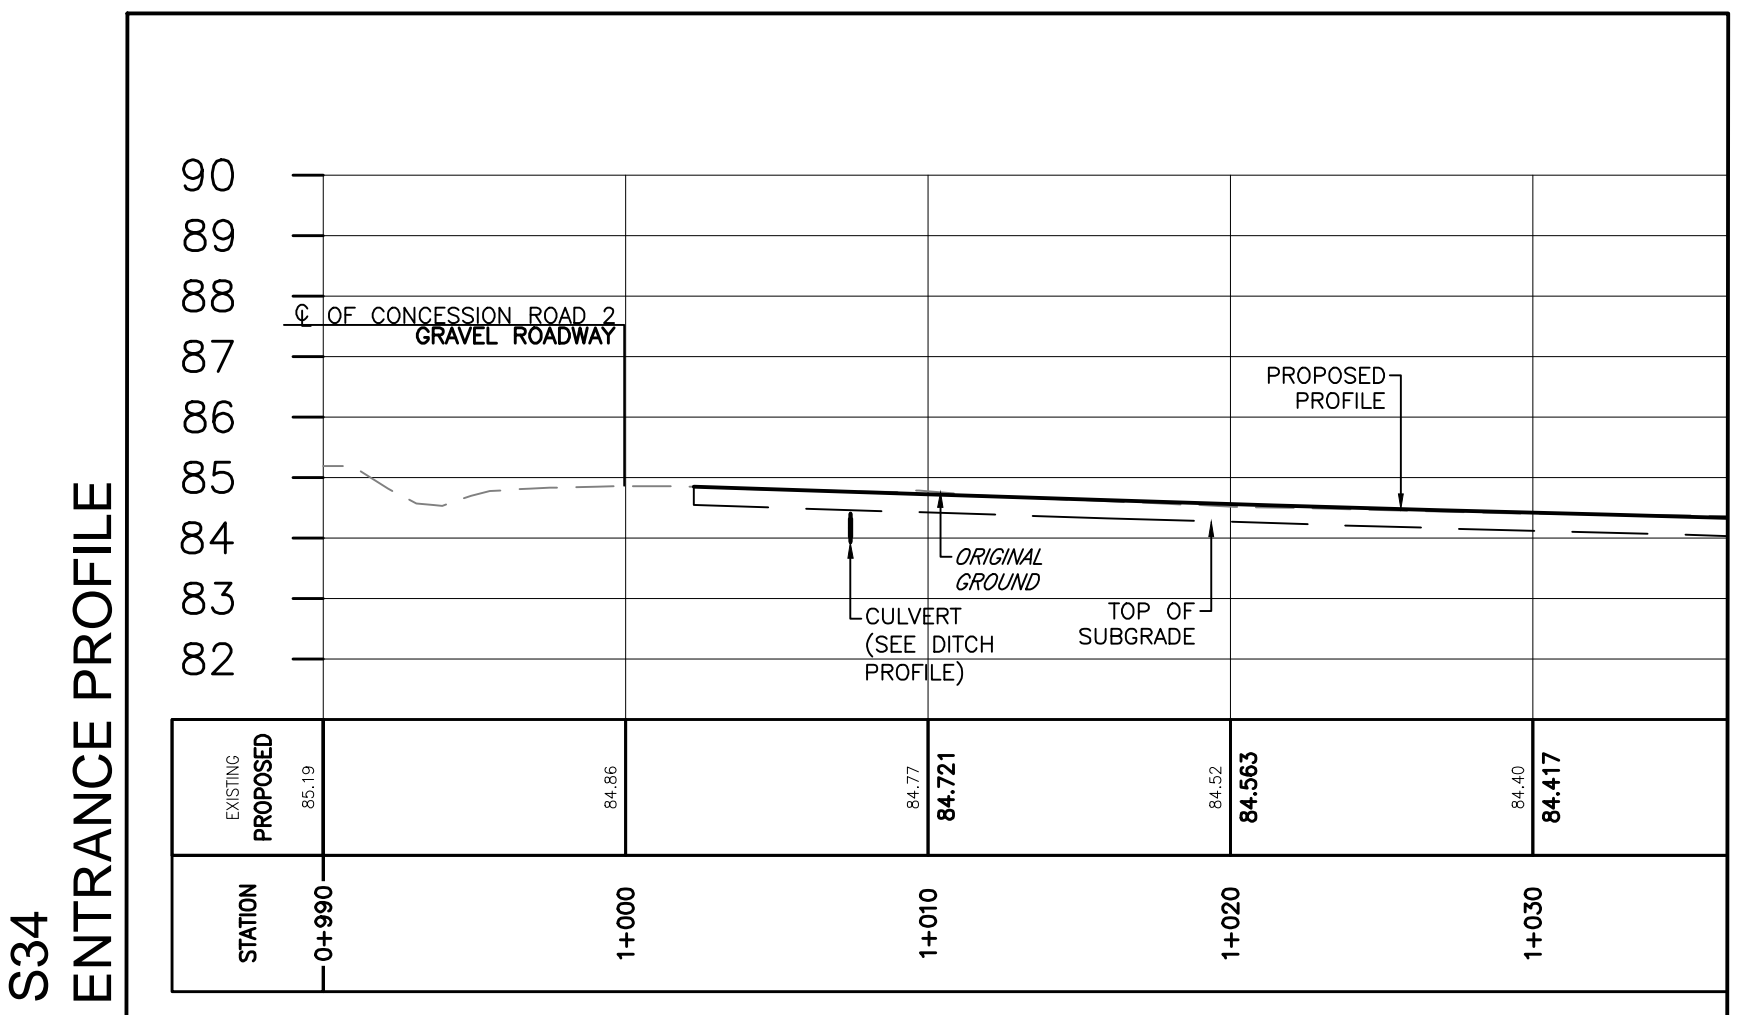 S34
ENTRANCE PROFILE
90
89
88
℄ OF CONCESSION ROAD 2
GRAVEL ROADWAY
87
PROPOSED
PROFILE
86
85
84
ORIGINAL
GROUND
83
CULVERT
(SEE DITCH
PROFILE)
TOP OF
SUBGRADE
82
EXISTING
PROPOSED
85.19
84.86
84.77
84.721
84.52
84.563
84.40
84.417
STATION
0+990
1+000
1+010
1+020
1+030